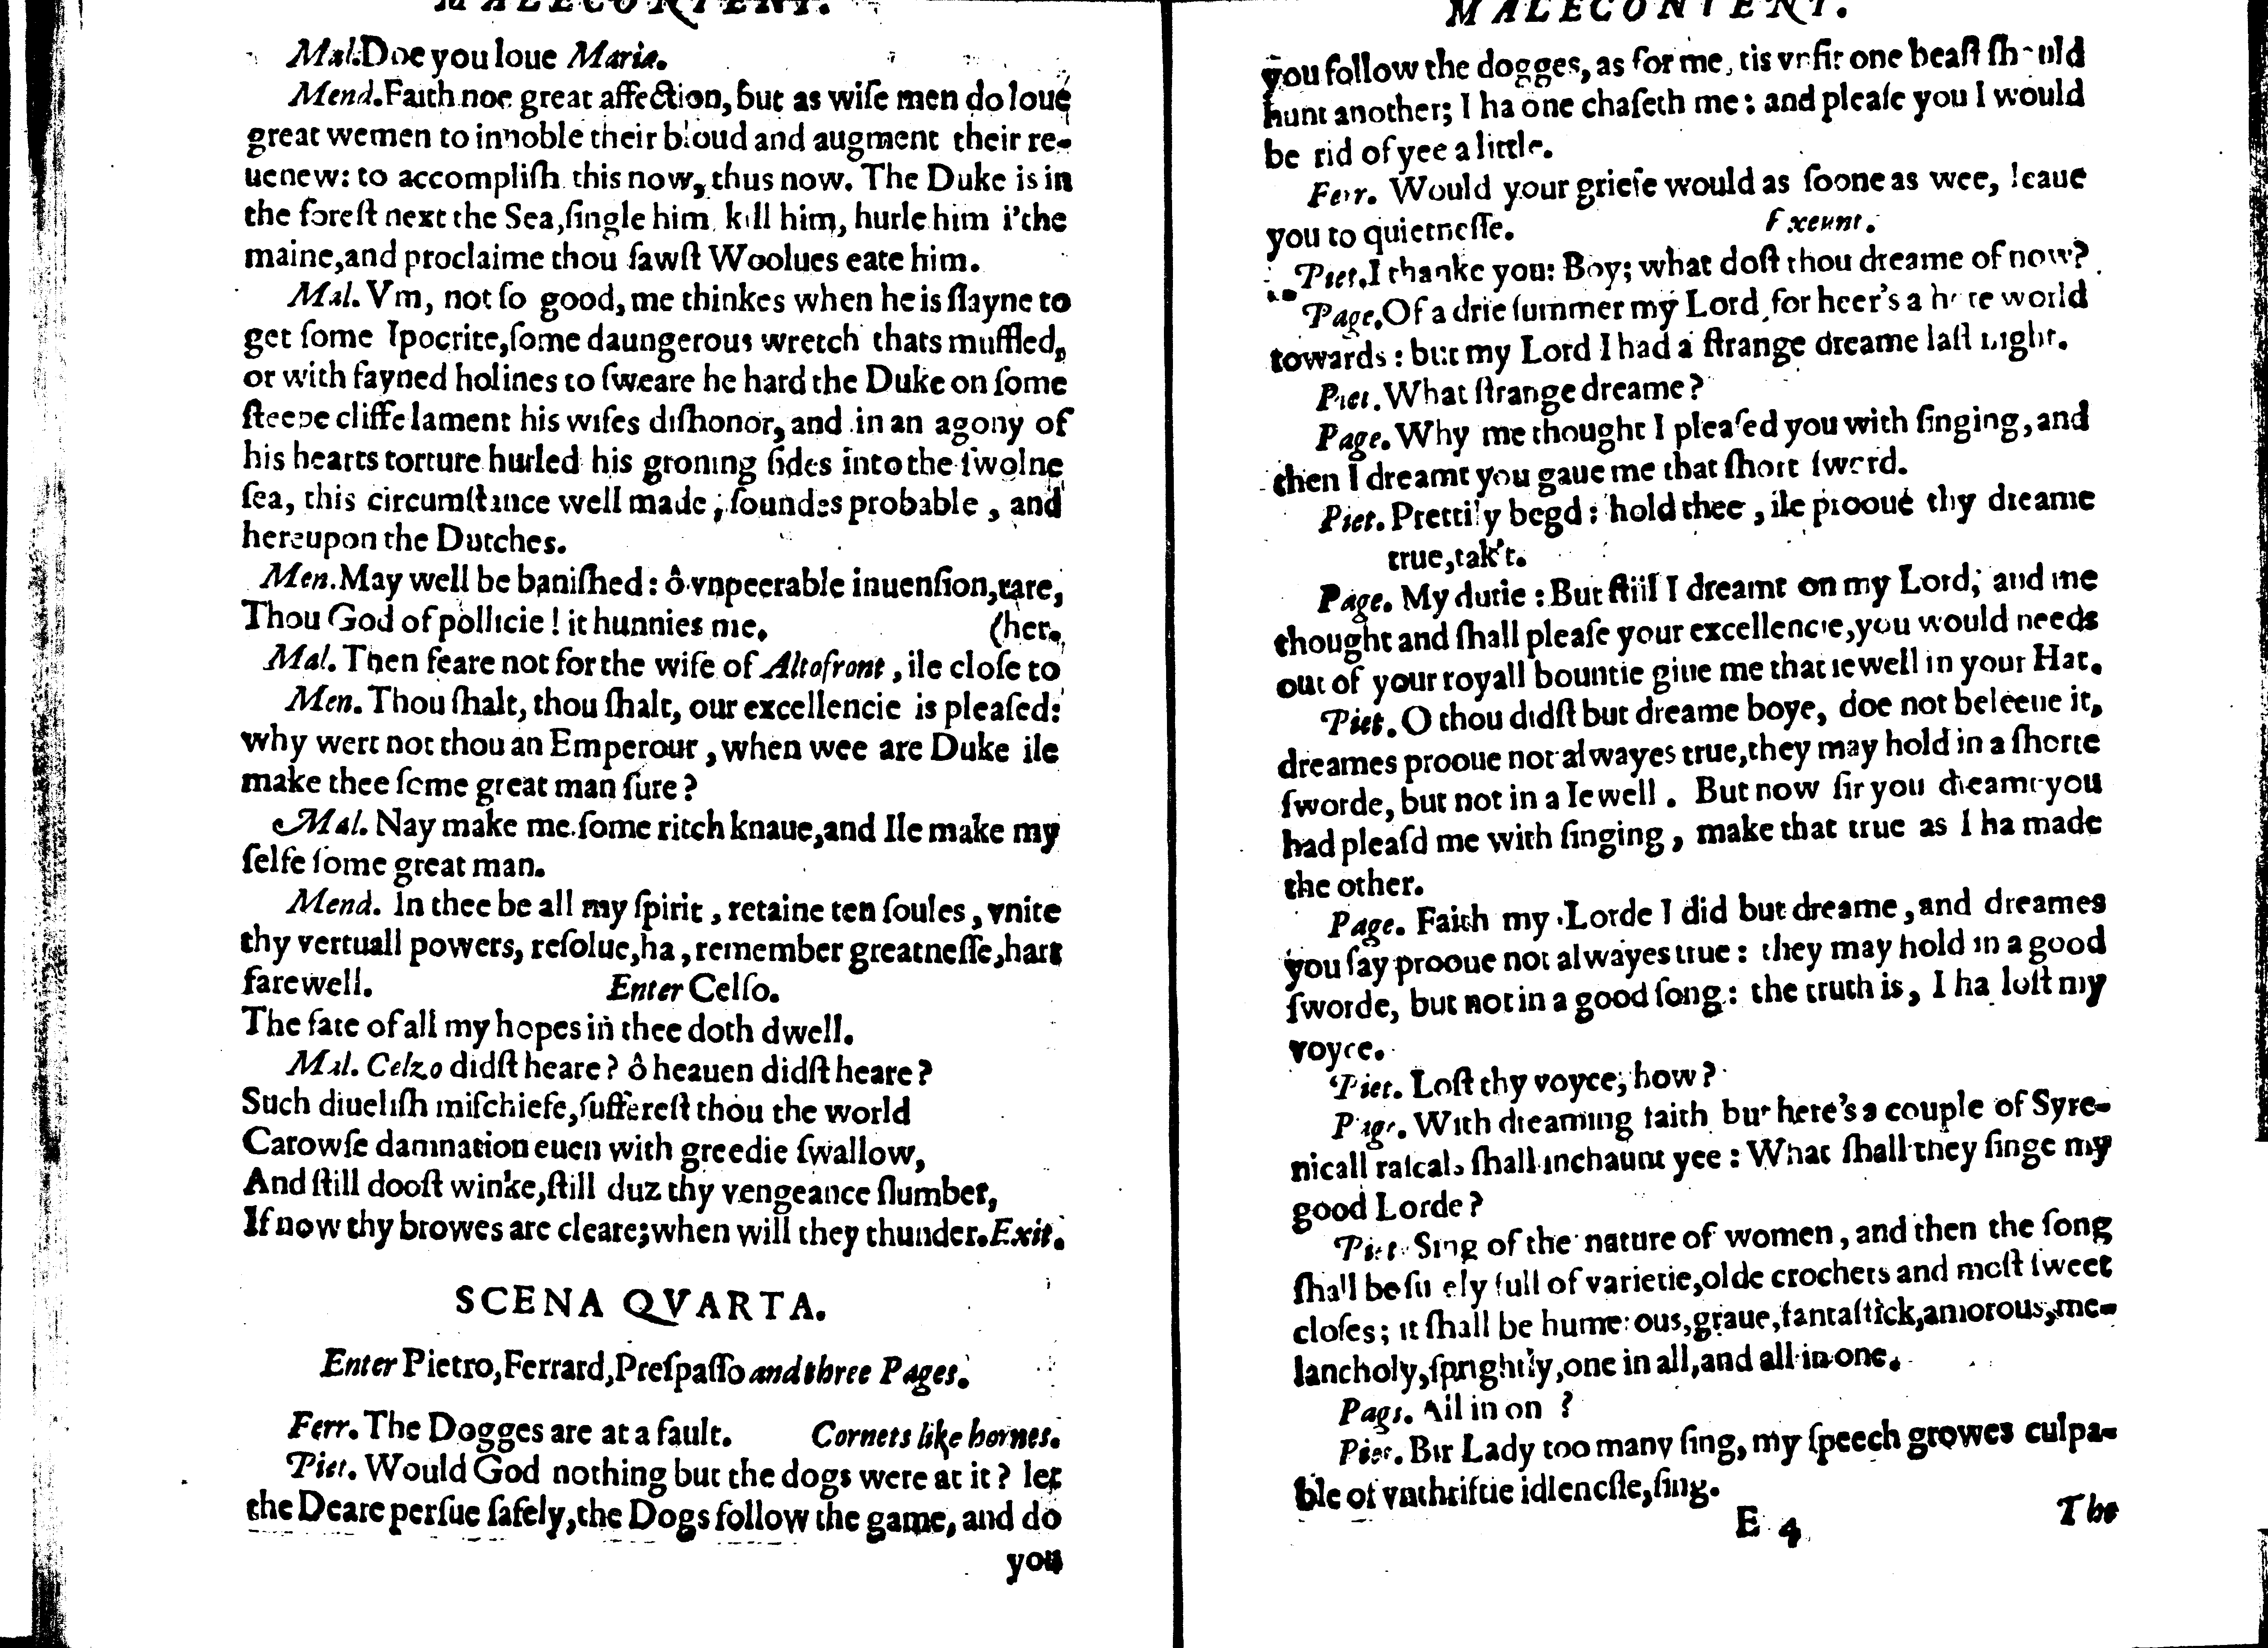 MALECONTENT.
Mal. Doe you loue Maria.
Mend. Faith noe great affection, but as wiſe men do loue
great wemen to innoble their bloud and augment their re-
uenew: to accompliſh this now, thus now. The Duke is in
the foreſt next the Sea, ſingle him, kill him, hurle him i'the
maine, and proclaime thou ſawſt Woolues eate him.
Mal. Vm, not ſo good, me thinkes when he is ſlayne to
get ſome Ipocrite, ſome daungerous wretch thats muffled,
or with fayned holines to ſweare he hard the Duke on ſome
ſteepe cliffe lament his wifes diſhonor, and in an agony of
his hearts torture hurled his groning ſides into the ſwolne
ſea, this circumſtance well made; ſoundes probable, and
hereupon the Dutches.
Men. May well be baniſhed: ô vnpeerable inuenſion, rare,
Thou God of pollicie! it hunnies me. (her.
Mal. Then feare not for the wife of Altofront, ile cloſe to
Men. Thou ſhalt, thou ſhalt, our excellencie is pleaſed:
why wert not thou an Emperour, when wee are Duke ile
make thee ſome great man ſure?
Mal. Nay make me ſome ritch knaue, and Ile make my
ſelfe ſome great man.
Mend. In thee be all my ſpirit, retaine ten ſoules, vnite
thy vertuall powers, reſolue, ha, remember greatneſſe, hart
farewell. Enter Celſo.
The fate of all my hopes in thee doth dwell.
Mal. Celzo didſt heare? ô heauen didſt heare?
Such diueliſh miſchiefe, ſuffereſt thou the world
Carowſe damnation euen with greedie ſwallow,
And ſtill dooſt winke, ſtill duz thy vengeance ſlumber,
If now thy browes are cleare; when will they thunder. Exit.
SCENA QVARTA.
Enter Pietro, Ferrard, Preſpaſſo and three Pages.
Ferr. The Dogges are at a fault. Cornets like hornes.
Piet. Would God nothing but the dogs were at it? let
the Deare perſue ſafely, the Dogs follow the game, and do
you
MALECONTENT.
you follow the dogges, as for me, tis vnfit one beaſt ſhould
hunt another; I ha one chaſeth me: and pleaſe you I would
be rid of yee a little.
Ferr. Would your griefe would as ſoone as wee, leaue
you to quietneſſe. Exeunt.
Piet. I thanke you: Boy; what doſt thou dreame of now?
Page. Of a drie ſummer my Lord, for heer's a hote world
towards: but my Lord I had a ſtrange dreame laſt night.
Piet. What ſtrange dreame?
Page. Why me thought I pleaſed you with ſinging, and
then I dreamt you gaue me that ſhort ſword.
Piet. Prettily begd: hold thee, ile prooue thy dreame
true, tak't.
Page. My dutie: But ſtill I dreamt on my Lord; and me
thought and ſhall pleaſe your excellencie, you would needs
out of your royall bountie giue me that iewell in your Hat.
Piet. O thou didſt but dreame boye, doe not beleeue it,
dreames prooue not alwayes true, they may hold in a ſhorte
ſworde, but not in a Iewell. But now ſir you dreamt you
had pleaſd me with ſinging, make that true as I ha made
the other.
Page. Faith my Lorde I did but dreame, and dreames
you ſay prooue not alwayes true: they may hold in a good
ſworde, but not in a good ſong: the truth is, I ha loſt my
voyce.
Piet. Loſt thy voyce, how?
Page. With dreaming faith but here's a couple of Syre-
nicall raſcals ſhall inchaunt yee: What ſhall they ſinge my
good Lorde?
Piet. Sing of the nature of women, and then the ſong
ſhall be ſurely full of varietie, olde crochets and moſt ſweet
cloſes; it ſhall be humerous, graue, fantaſtick, amorous, me-
lancholy, ſprightly, one in all, and all in one.
Page. All in one?
Piet. Bir Lady too many ſing, my ſpeech growes culpa-
ble of vnthriftie idleneſſe, ſing.
E 4 The